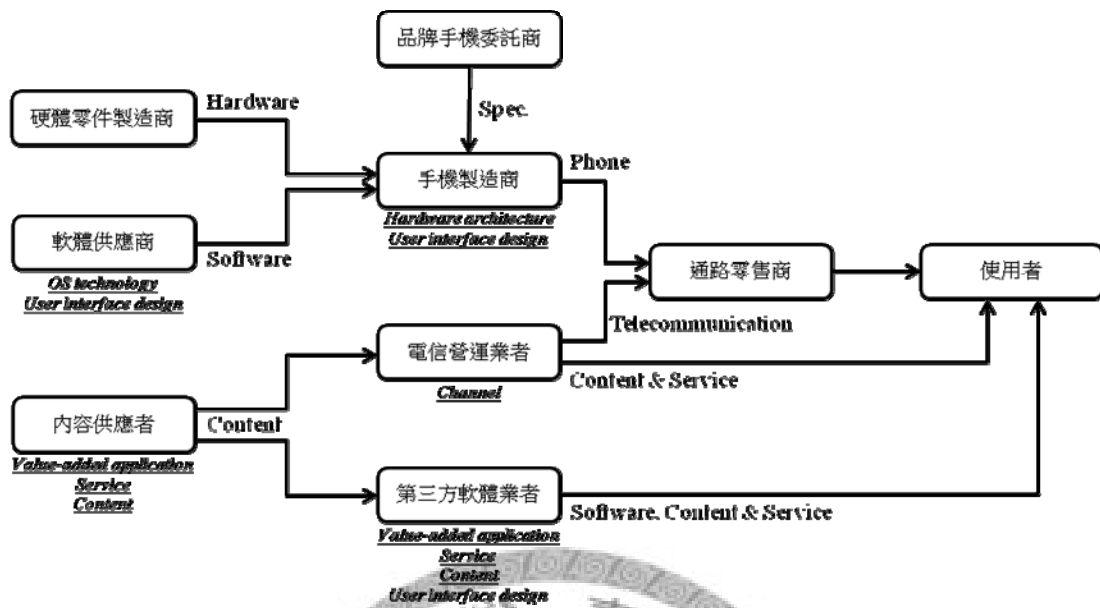 品牌手機委託商
Spec.
硬體零件製造商
Hardware
手機製造商
Phone
Hardware architecture
User interface design
軟體供應商
Software
OS technology
User interface design
通路零售商
使用者
Telecommunication
電信營運業者
Channel
Content & Service
內容供應者
Content
Value-added application
Service
Content
第三方軟體業者
Software, Content & Service
Value-added application
Service
Content
User interface design